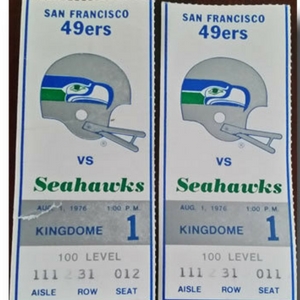 SAN FRANCISCO
49ers
VS
Seahawks
AUG. 1, 1976 1:00 P.M.
KINGDOME 1
100 LEVEL
111 2 31 012
AISLE ROW SEAT
SAN FRANCISCO
49ers
VS
Seahawks
AUG. 1, 1976 1:00 P.M.
KINGDOME 1
100 LEVEL
111 2 31 011
AISLE ROW SEAT